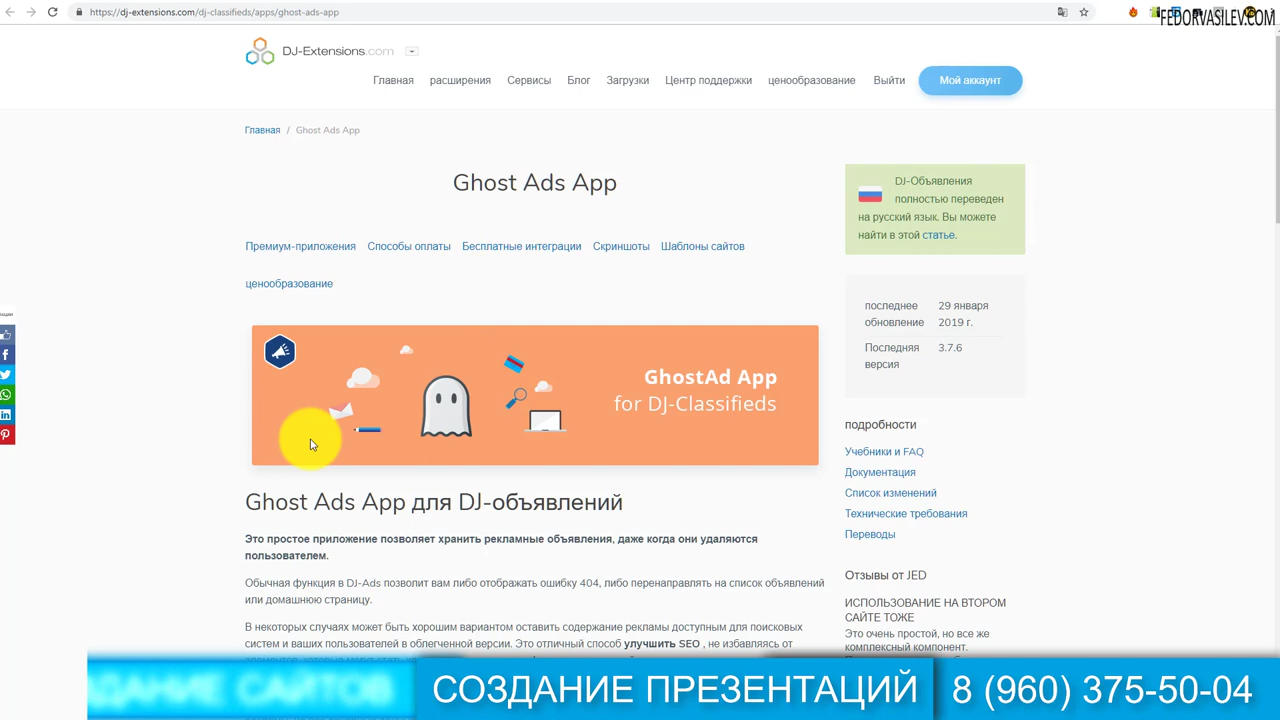 https://dj-extensions.com/dj-classifieds/apps/ghost-ads-app
FEDORVASILEV.COM
DJ-Extensions.com
Главная расширения Сервисы Блог Загрузки Центр поддержки ценообразование Выйти Мой аккаунт
Главная / Ghost Ads App
Ghost Ads App
Премиум-приложения Способы оплаты Бесплатные интеграции Скриншоты Шаблоны сайтов
ценообразование
GhostAd App
for DJ-Classifieds
Ghost Ads App для DJ-объявлений
Это простое приложение позволяет хранить рекламные объявления, даже когда они удаляются
пользователем.
Обычная функция в DJ-Ads позволит вам либо отображать ошибку 404, либо перенаправлять на список объявлений
или домашнюю страницу.
В некоторых случаях может быть хорошим вариантом оставить содержание рекламы доступным для поисковых
систем и ваших пользователей в облегченной версии. Это отличный способ улучшить SEO , не избавляясь от
DJ-Объявления
полностью переведен
на русский язык. Вы можете
найти в этой статье.
последнее 29 января
обновление 2019 г.
Последняя 3.7.6
версия
подробности
Учебники и FAQ
Документация
Список изменений
Технические требования
Переводы
Отзывы от JED
ИСПОЛЬЗОВАНИЕ НА ВТОРОМ
САЙТЕ ТОЖЕ
Это очень простой, но все же
комплексный компонент.
САЙТОВ
СОЗДАНИЕ ПРЕЗЕНТАЦИЙ
8 (960) 375-50-04